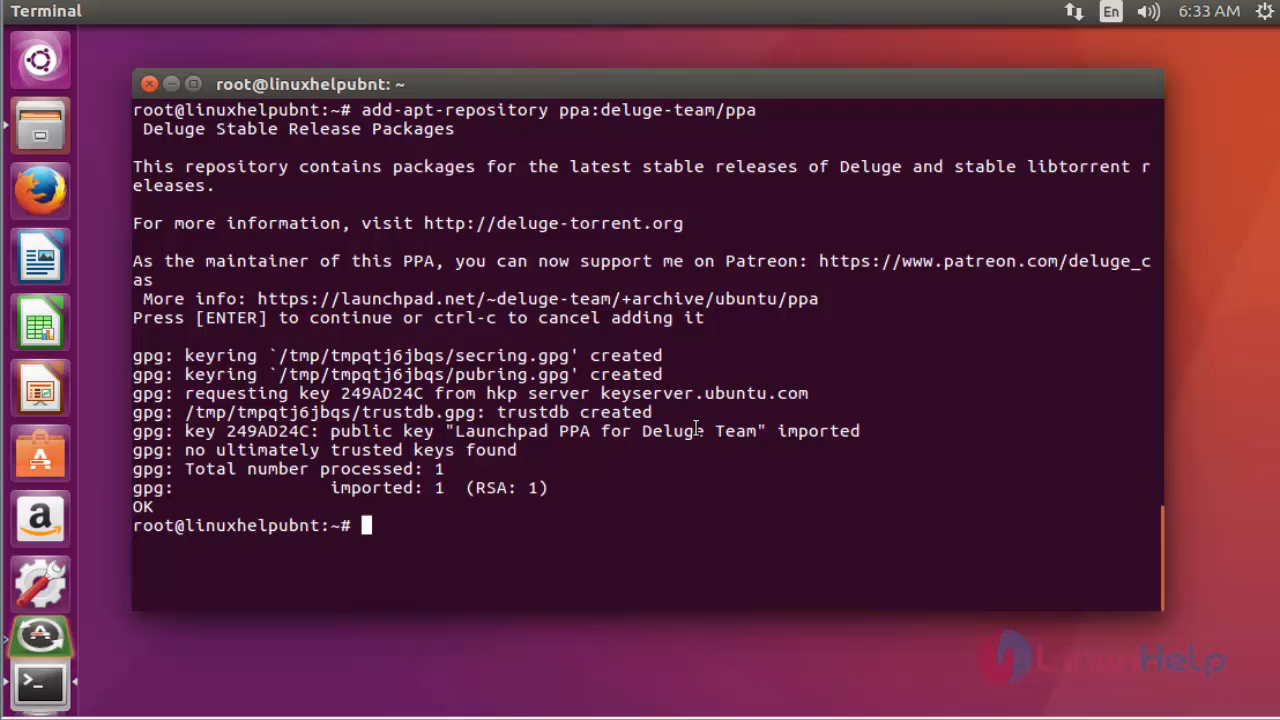 Terminal
En
6:33 AM
root@linuxhelpubnt: ~
root@linuxhelpubnt:~# add-apt-repository ppa:deluge-team/ppa
 Deluge Stable Release Packages
This repository contains packages for the latest stable releases of Deluge and stable libtorrent r
eleases.
For more information, visit http://deluge-torrent.org
As the maintainer of this PPA, you can now support me on Patreon: https://www.patreon.com/deluge_c
as
 More info: https://launchpad.net/~deluge-team/+archive/ubuntu/ppa
Press [ENTER] to continue or ctrl-c to cancel adding it
gpg: keyring `/tmp/tmpqtj6jbqs/secring.gpg' created
gpg: keyring `/tmp/tmpqtj6jbqs/pubring.gpg' created
gpg: requesting key 249AD24C from hkp server keyserver.ubuntu.com
gpg: /tmp/tmpqtj6jbqs/trustdb.gpg: trustdb created
gpg: key 249AD24C: public key "Launchpad PPA for Deluge Team" imported
gpg: no ultimately trusted keys found
gpg: Total number processed: 1
gpg:               imported: 1  (RSA: 1)
OK
root@linuxhelpubnt:~#
LinuxHelp